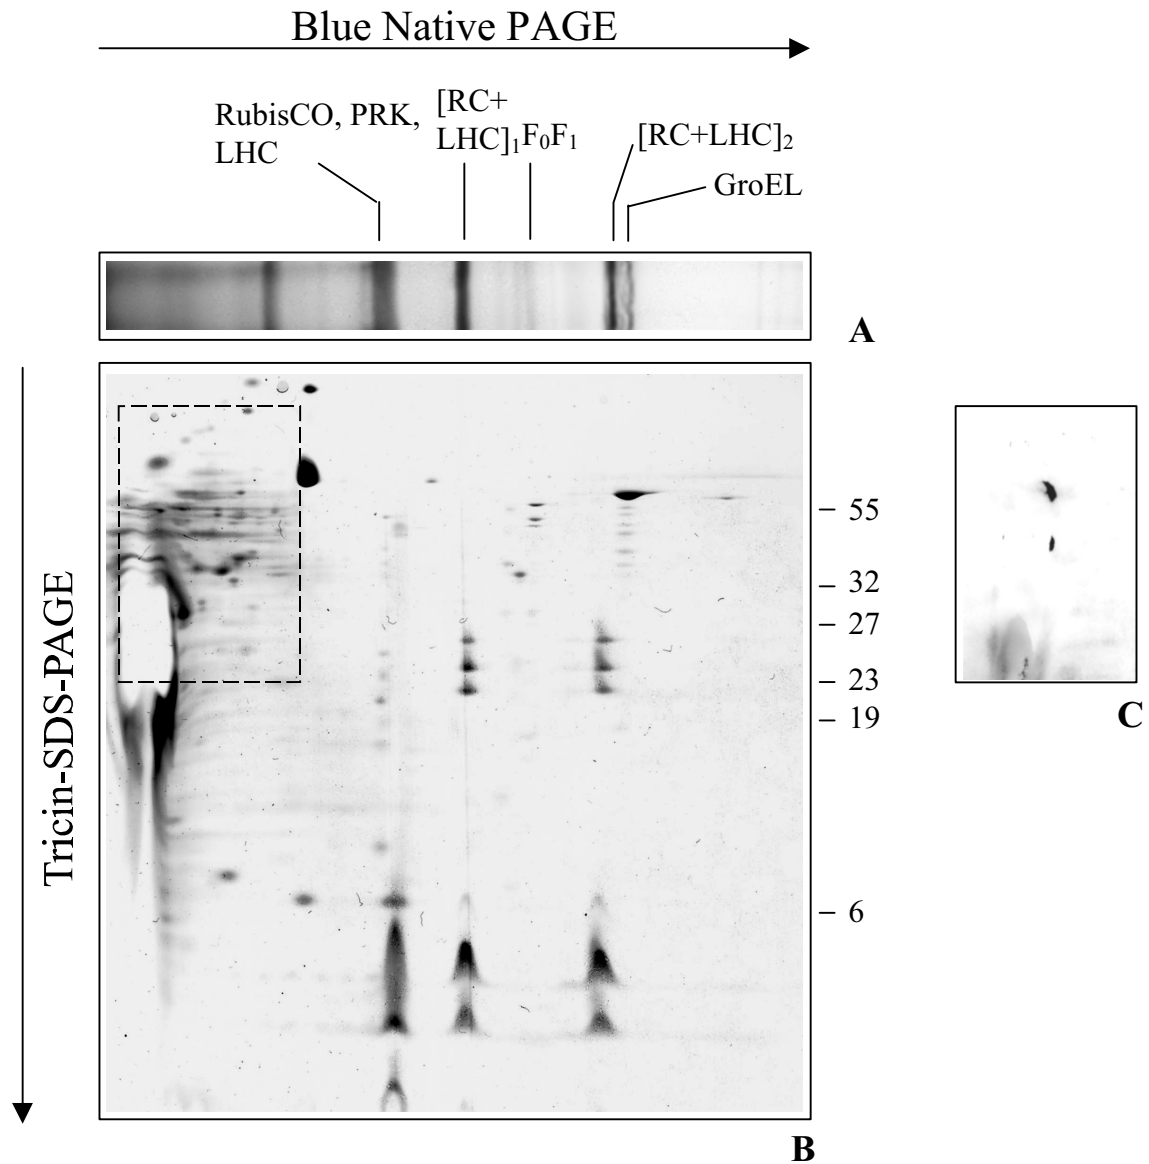 Blue Native PAGE
RubisCO, PRK,
LHC
[RC+
LHC]₁
F₀F₁
[RC+LHC]₂
GroEL
A
Tricin-SDS-PAGE
– 55
– 32
– 27
– 23
– 19
– 6
B
C